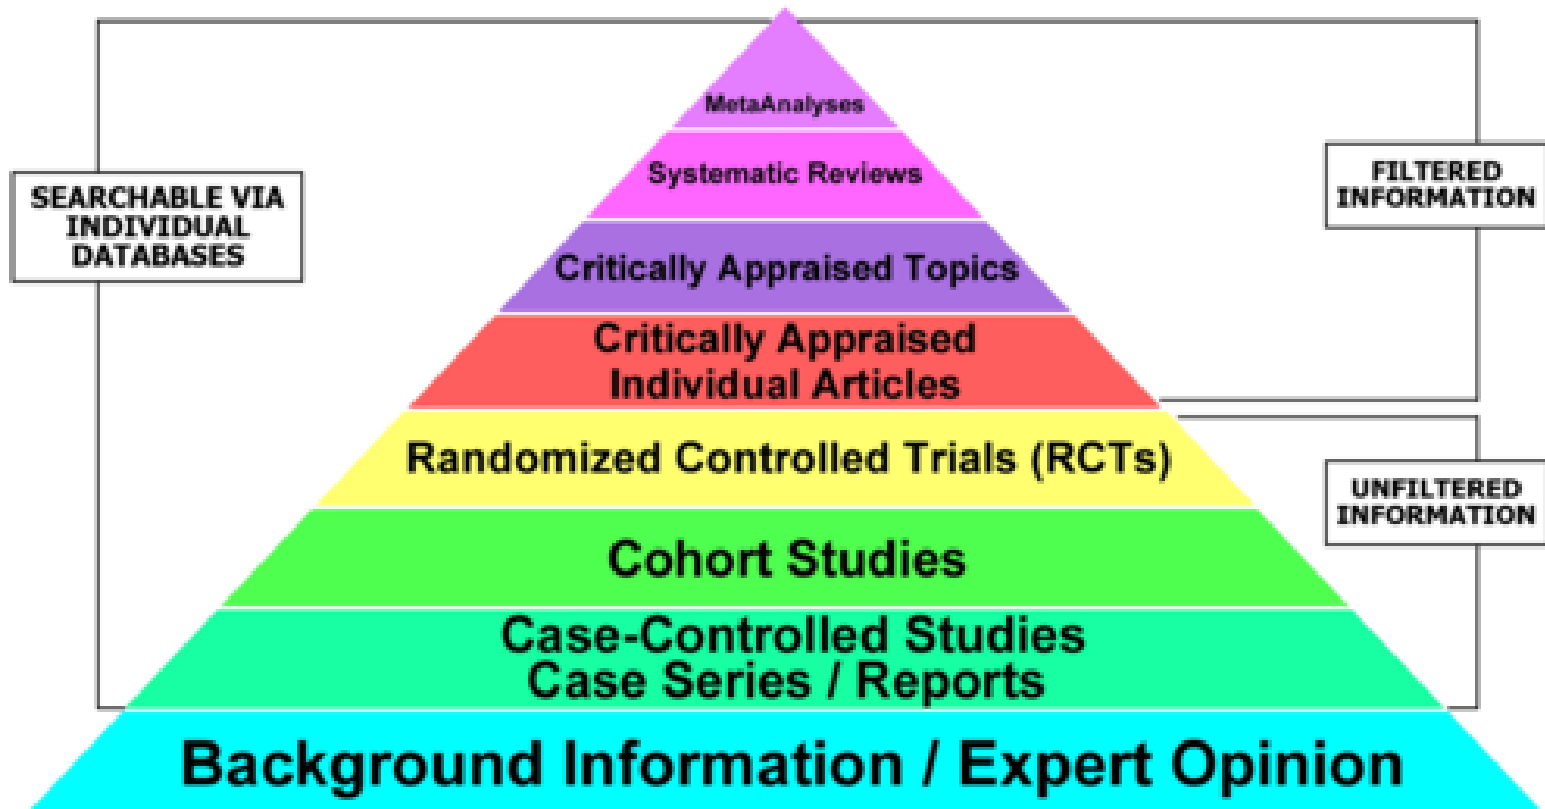 MetaAnalyses
Systematic Reviews
Critically Appraised Topics
Critically Appraised
Individual Articles
Randomized Controlled Trials (RCTs)
Cohort Studies
Case-Controlled Studies
Case Series / Reports
Background Information / Expert Opinion
SEARCHABLE VIA
INDIVIDUAL
DATABASES
FILTERED
INFORMATION
UNFILTERED
INFORMATION